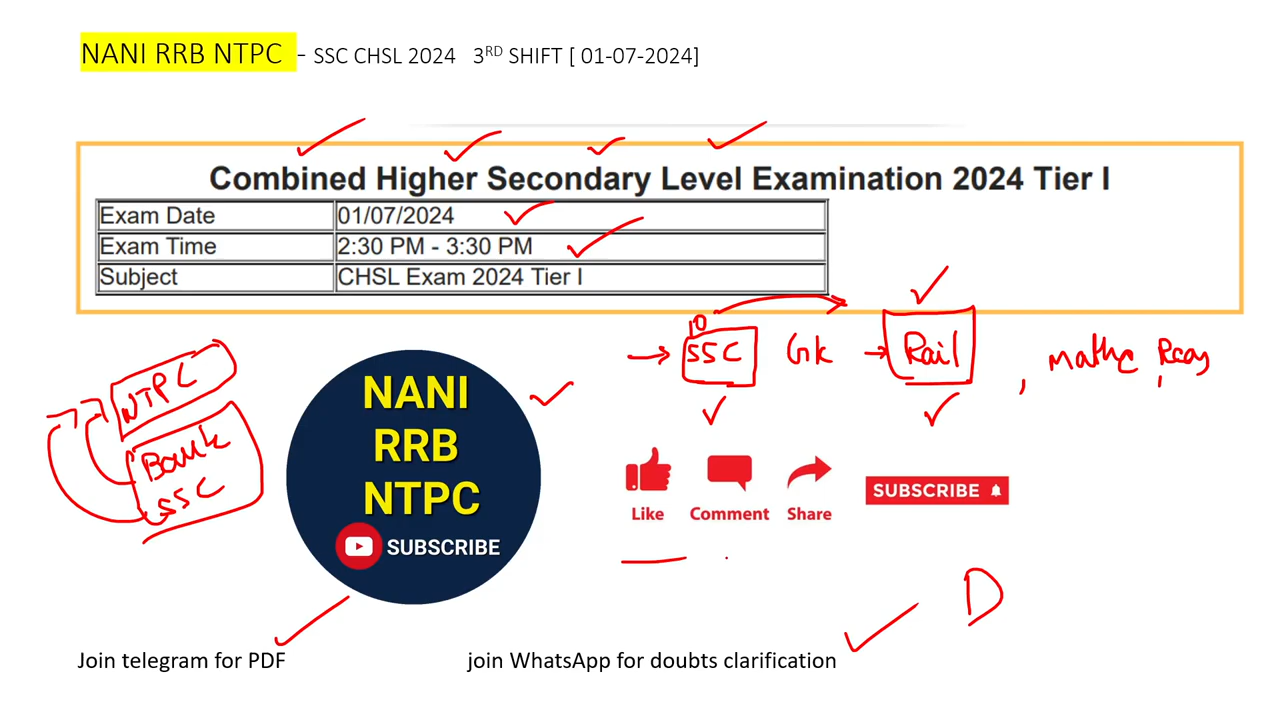 NANI RRB NTPC - SSC CHSL 2024 3RD SHIFT [ 01-07-2024]
Combined Higher Secondary Level Examination 2024 Tier I
Exam Date 01/07/2024
Exam Time 2:30 PM - 3:30 PM
Subject CHSL Exam 2024 Tier I
10
SSC Gk Rail , maths ,
NTPC
Bank
SSC
NANI
RRB
NTPC
SUBSCRIBE
Like Comment Share
SUBSCRIBE
D
Join telegram for PDF
join WhatsApp for doubts clarification